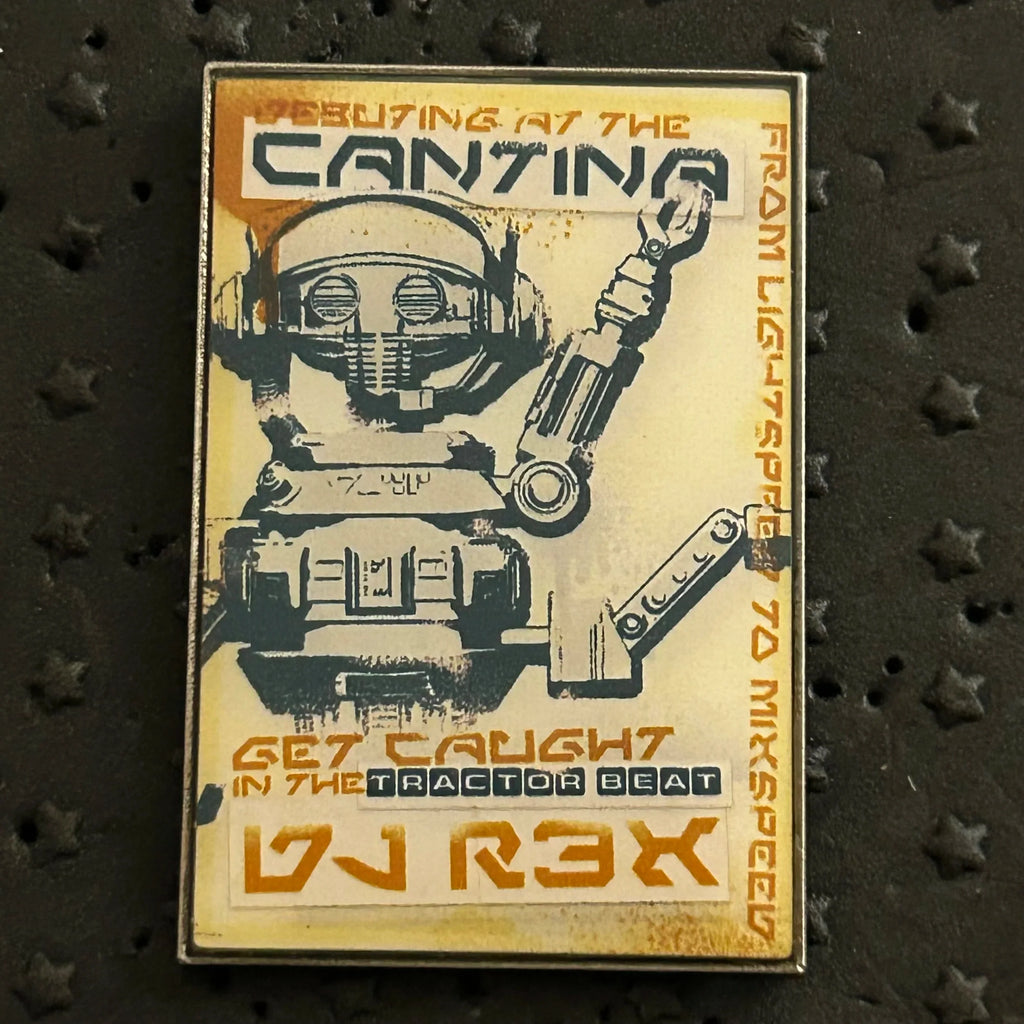 DEBUTING AT THE
CANTINA
FROM LIGHTSPEED TO MIXSPEED
GET CAUGHT
IN THE TRACTOR BEAT
DJ R3X